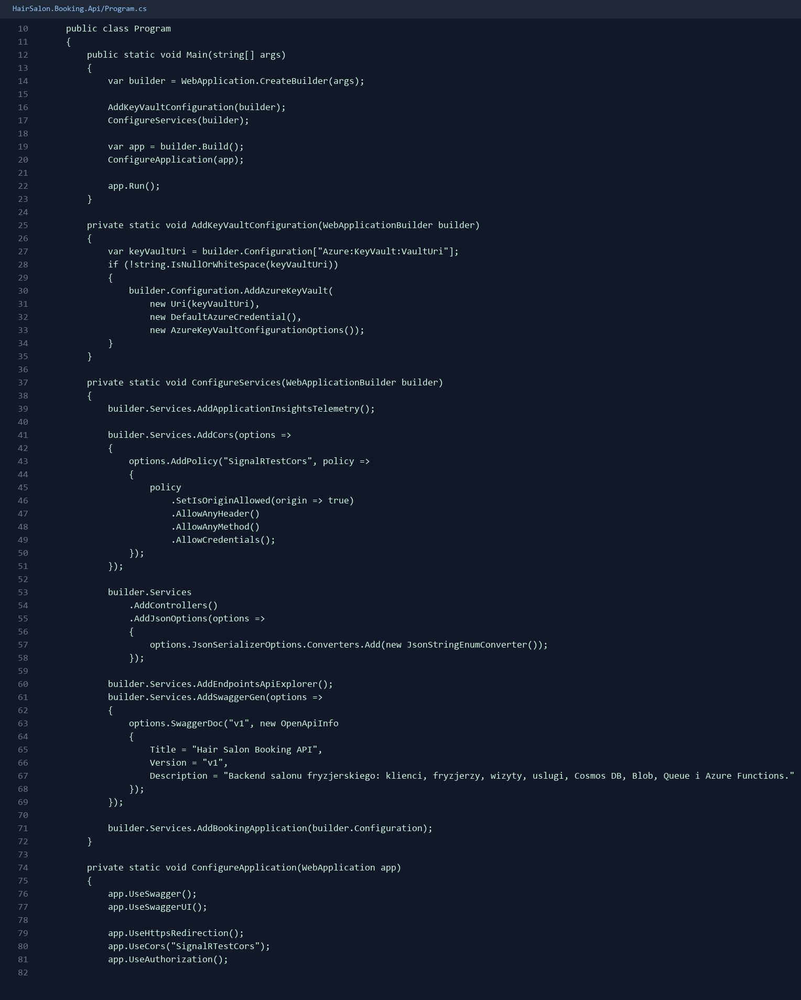 HairSalon.Booking.Api/Program.cs
10 public class Program
11 {
12 public static void Main(string[] args)
13 {
14 var builder = WebApplication.CreateBuilder(args);
15
16 AddKeyVaultConfiguration(builder);
17 ConfigureServices(builder);
18
19 var app = builder.Build();
20 ConfigureApplication(app);
21
22 app.Run();
23 }
24
25 private static void AddKeyVaultConfiguration(WebApplicationBuilder builder)
26 {
27 var keyVaultUri = builder.Configuration["Azure:KeyVault:VaultUri"];
28 if (!string.IsNullOrWhiteSpace(keyVaultUri))
29 {
30 builder.Configuration.AddAzureKeyVault(
31 new Uri(keyVaultUri),
32 new DefaultAzureCredential(),
33 new AzureKeyVaultConfigurationOptions());
34 }
35 }
36
37 private static void ConfigureServices(WebApplicationBuilder builder)
38 {
39 builder.Services.AddApplicationInsightsTelemetry();
40
41 builder.Services.AddCors(options =>
42 {
43 options.AddPolicy("SignalRTestCors", policy =>
44 {
45 policy
46 .SetIsOriginAllowed(origin => true)
47 .AllowAnyHeader()
48 .AllowAnyMethod()
49 .AllowCredentials();
50 });
51 });
52
53 builder.Services
54 .AddControllers()
55 .AddJsonOptions(options =>
56 {
57 options.JsonSerializerOptions.Converters.Add(new JsonStringEnumConverter());
58 });
59
60 builder.Services.AddEndpointsApiExplorer();
61 builder.Services.AddSwaggerGen(options =>
62 {
63 options.SwaggerDoc("v1", new OpenApiInfo
64 {
65 Title = "Hair Salon Booking API",
66 Version = "v1",
67 Description = "Backend salonu fryzjerskiego: klienci, fryzjerzy, wizyty, uslugi, Cosmos DB, Blob, Queue i Azure Functions."
68 });
69 });
70
71 builder.Services.AddBookingApplication(builder.Configuration);
72 }
73
74 private static void ConfigureApplication(WebApplication app)
75 {
76 app.UseSwagger();
77 app.UseSwaggerUI();
78
79 app.UseHttpsRedirection();
80 app.UseCors("SignalRTestCors");
81 app.UseAuthorization();
82